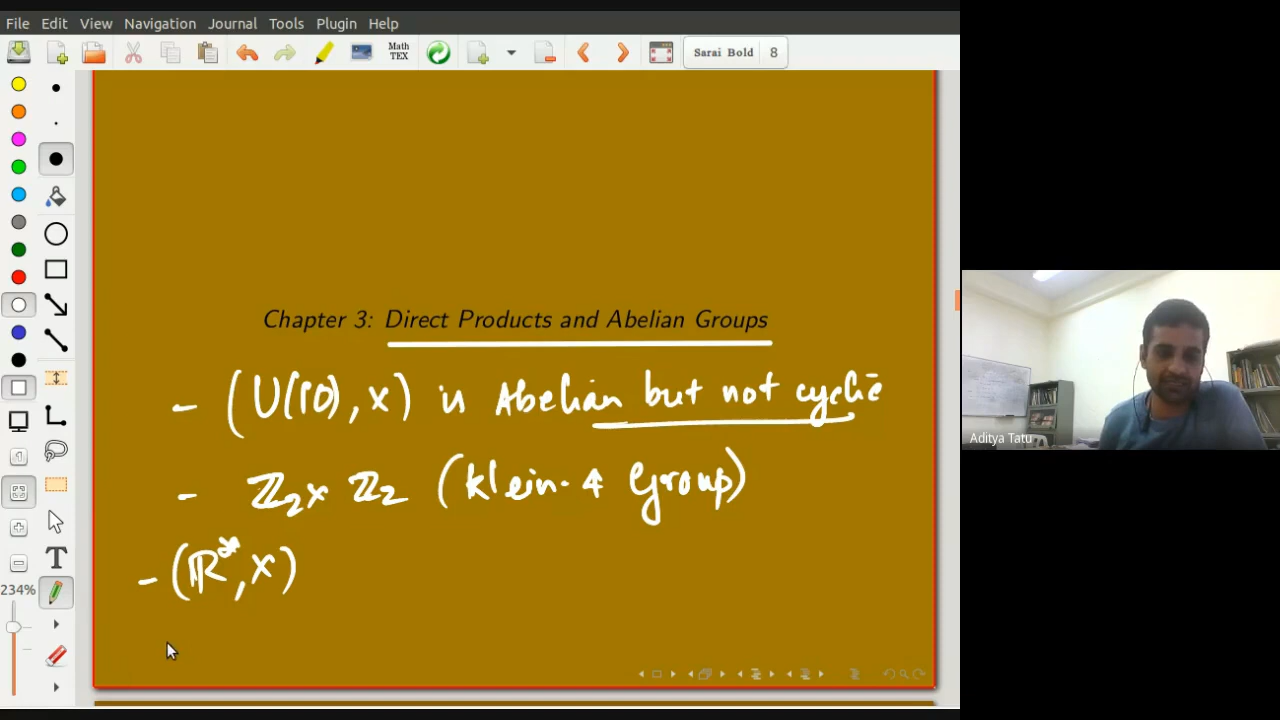 File Edit View Navigation Journal Tools Plugin Help
Math TEX Sarai Bold 8
Chapter 3: Direct Products and Abelian Groups
- (U(10), x) is Abelian but not cyclic
- ℤ₂ x ℤ₂ (Klein-4 Group)
- (ℝ*, x)
Aditya Tatu
234%